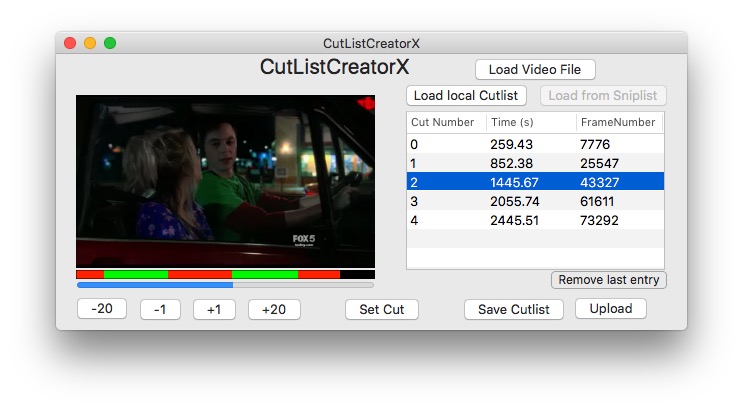 CutListCreatorX
CutListCreatorX
Load Video File
Load local Cutlist
Load from Sniplist
Cut Number Time (s) FrameNumber
0 259.43 7776
1 852.38 25547
2 1445.67 43327
3 2055.74 61611
4 2445.51 73292
FOX 5
Remove last entry
-20 -1 +1 +20 Set Cut Save Cutlist Upload